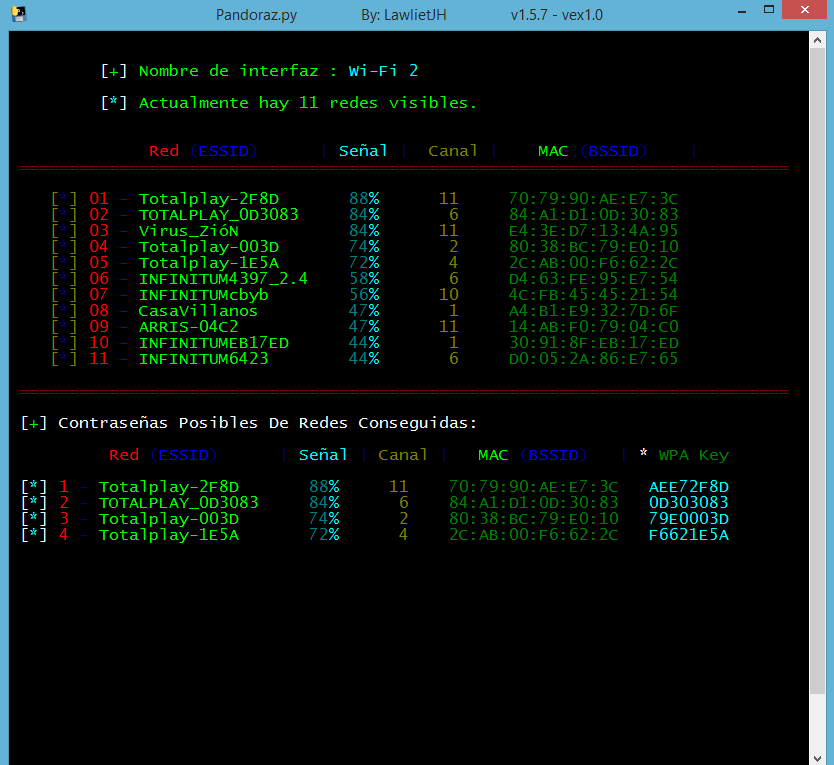 Pandoraz.py By: LawlietJH v1.5.7 - vex1.0
[+] Nombre de interfaz : Wi-Fi 2
[*] Actualmente hay 11 redes visibles.
Red (ESSID) | Señal | Canal | MAC (BSSID) |
[*] 01 - Totalplay-2F8D 88% 11 70:79:90:AE:E7:3C
[*] 02 - TOTALPLAY_0D3083 84% 6 84:A1:D1:0D:30:83
[*] 03 - Virus_ZióN 84% 11 E4:3E:D7:13:4A:95
[*] 04 - Totalplay-003D 74% 2 80:38:BC:79:E0:10
[*] 05 - Totalplay-1E5A 72% 4 2C:AB:00:F6:62:2C
[*] 06 - INFINITUM4397_2.4 58% 6 D4:63:FE:95:E7:54
[*] 07 - INFINITUMcbyb 56% 10 4C:FB:45:45:21:54
[*] 08 - CasaVillanos 47% 1 A4:B1:E9:32:7D:6F
[*] 09 - ARRIS-04C2 47% 11 14:AB:F0:79:04:C0
[*] 10 - INFINITUMEB17ED 44% 1 30:91:8F:EB:17:ED
[*] 11 - INFINITUM6423 44% 6 D0:05:2A:86:E7:65
[+] Contraseñas Posibles De Redes Conseguidas:
Red (ESSID) | Señal | Canal | MAC (BSSID) | * WPA Key
[*] 1 - Totalplay-2F8D 88% 11 70:79:90:AE:E7:3C AEE72F8D
[*] 2 - TOTALPLAY_0D3083 84% 6 84:A1:D1:0D:30:83 0D303083
[*] 3 - Totalplay-003D 74% 2 80:38:BC:79:E0:10 79E0003D
[*] 4 - Totalplay-1E5A 72% 4 2C:AB:00:F6:62:2C F6621E5A